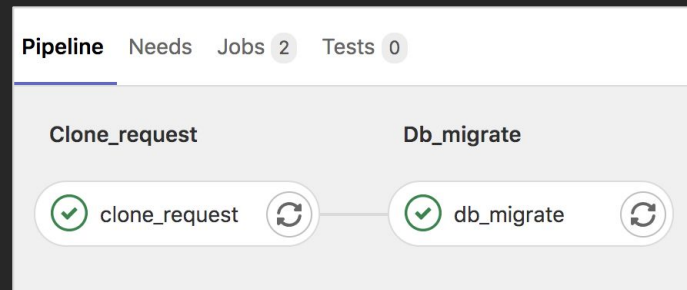 Pipeline Needs Jobs 2 Tests 0
Clone_request Db_migrate
clone_request db_migrate